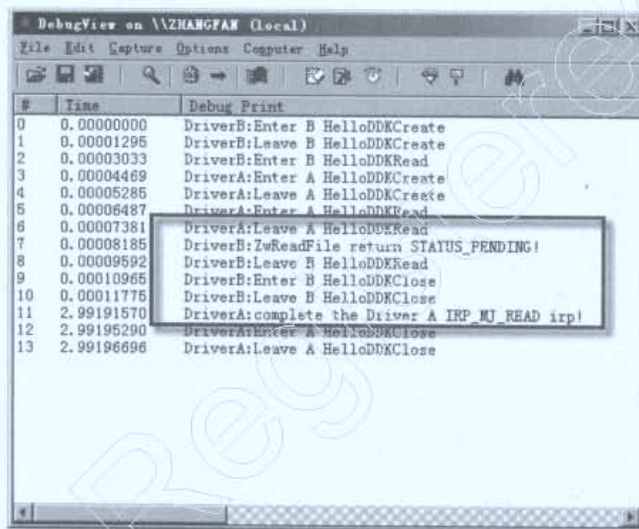 DebugView on \\ZHANGFAN (local)
File Edit Capture Options Computer Help
# Time Debug Print
0 0.00000000 DriverB:Enter B HelloDDKCreate
1 0.00001295 DriverB:Leave B HelloDDKCreate
2 0.00003033 DriverB:Enter B HelloDDKRead
3 0.00004469 DriverA:Enter A HelloDDKCreate
4 0.00005285 DriverA:Leave A HelloDDKCreate
5 0.00006487 DriverA:Enter A HelloDDKRead
6 0.00007381 DriverA:Leave A HelloDDKRead
7 0.00008185 DriverB:ZwReadFile return STATUS_PENDING!
8 0.00009592 DriverB:Leave B HelloDDKRead
9 0.00010965 DriverB:Enter B HelloDDKClose
10 0.00011775 DriverB:Leave B HelloDDKClose
11 2.99191570 DriverA:complete the Driver A IRP_MJ_READ irp!
12 2.99195290 DriverA:Enter A HelloDDKClose
13 2.99196696 DriverA:Leave A HelloDDKClose